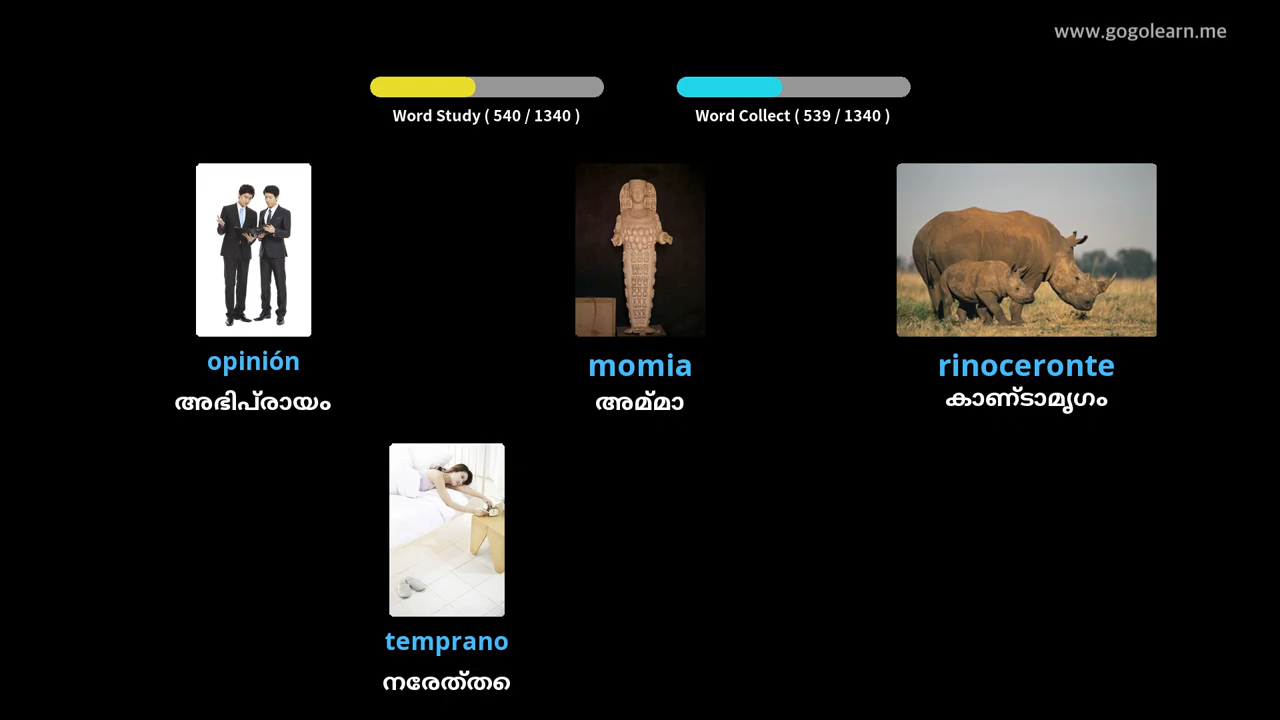 www.gogolearn.me
Word Study ( 540 / 1340 )
Word Collect ( 539 / 1340 )
opinión
momia
rinoceronte
അഭിപ്രായം
അമ്മാ
കാണ്ടാമൃഗം
temprano
നരേത്തെ